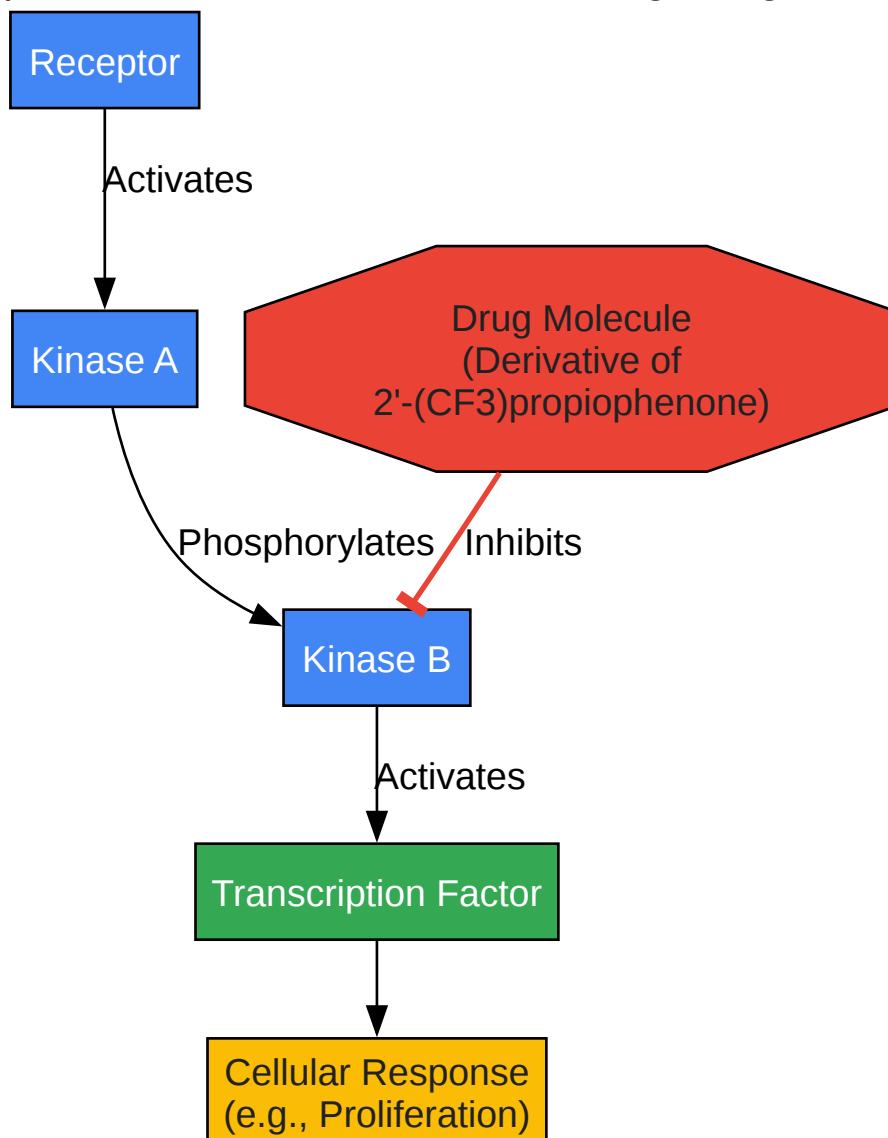 Receptor
Activates
Kinase A
Drug Molecule
(Derivative of
2'-(CF3)propiophenone)
Phosphorylates
Inhibits
Kinase B
Activates
Transcription Factor
Cellular Response
(e.g., Proliferation)